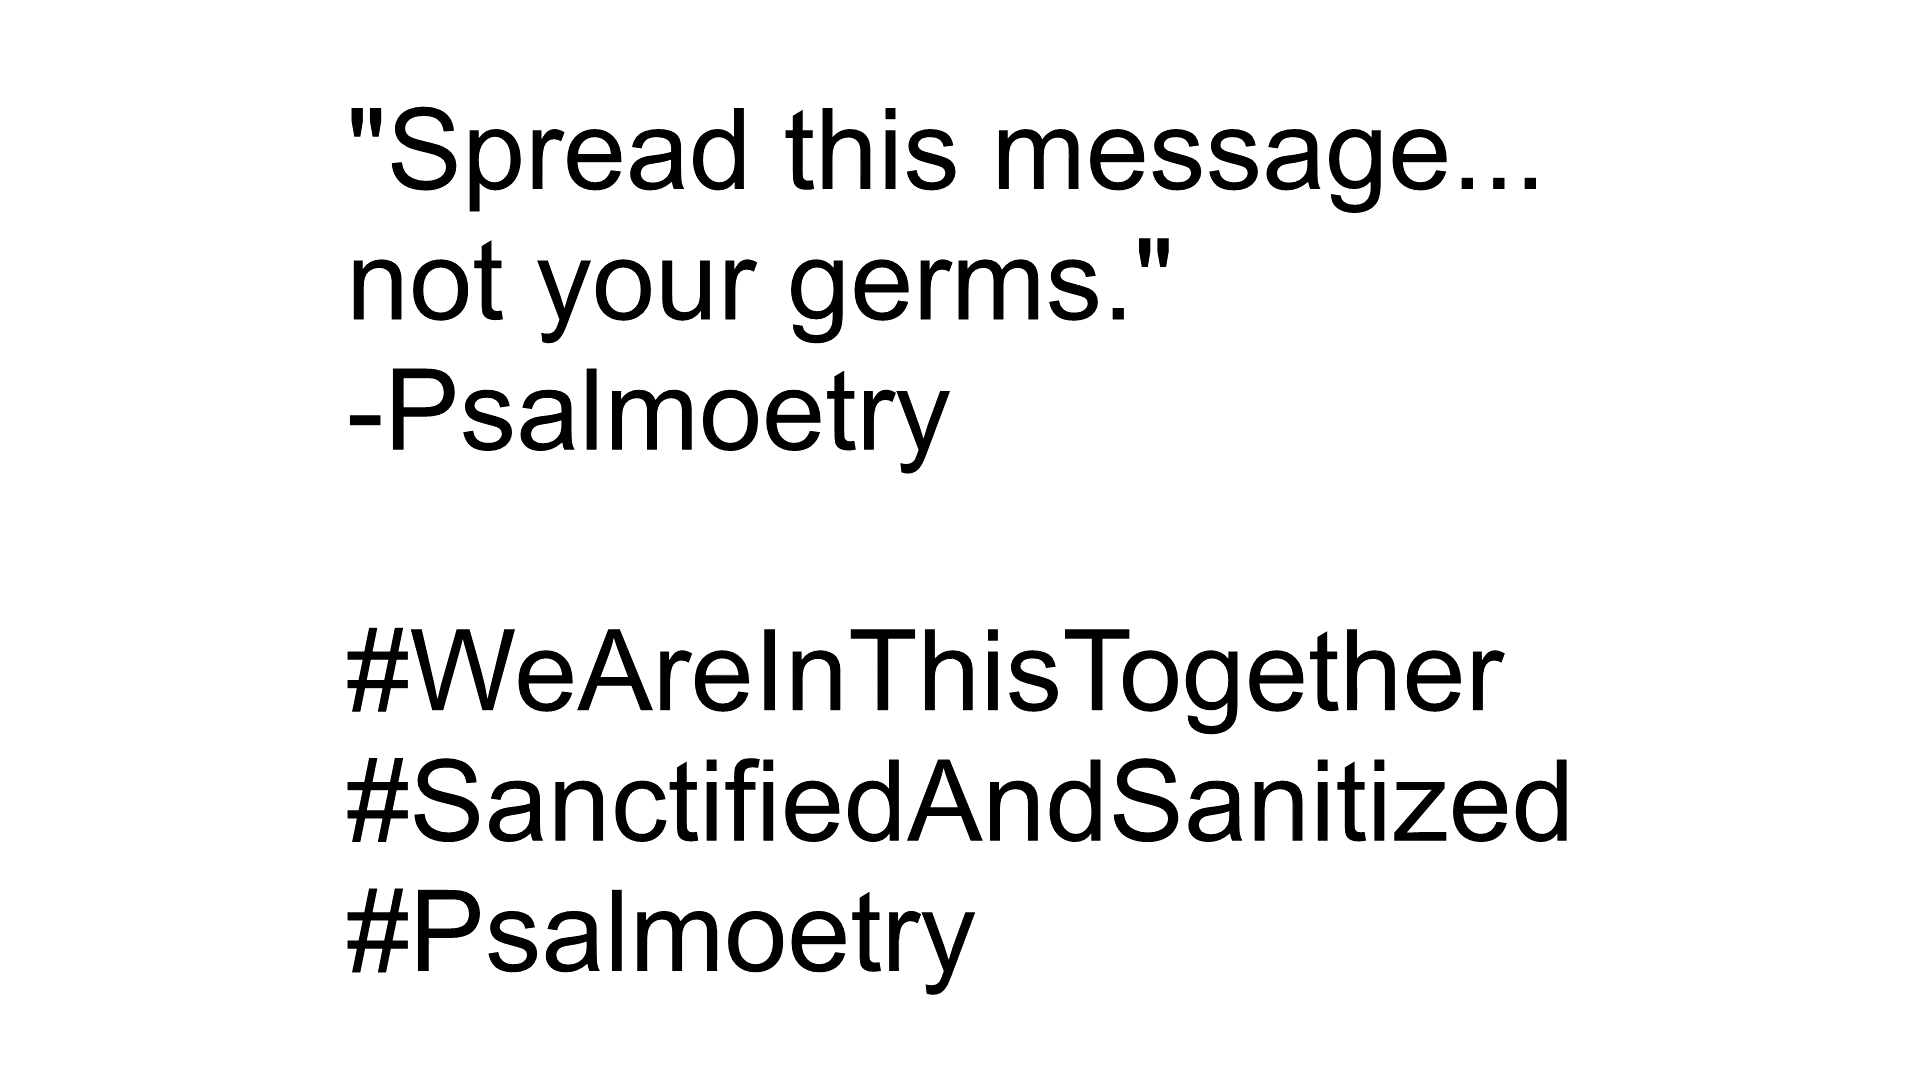 "Spread this message...
not your germs."
-Psalmoetry
#WeAreInThisTogether
#SanctifiedAndSanitized
#Psalmoetry